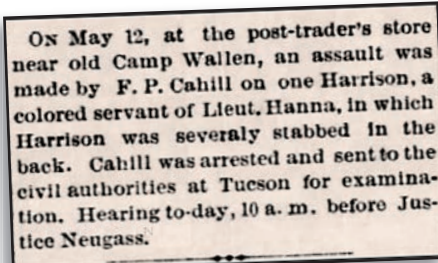 ON May 12, at the post-trader's store
near old Camp Wallen, an assault was
made by F. P. Cahill on one Harrison, a
colored servant of Lieut. Hanna, in which
Harrison was severaly stabbed in the
back. Cahill was arrested and sent to the
civil authorities at Tucson for examina-
tion. Hearing to-day, 10 a. m. before Jus-
tice Neugass.